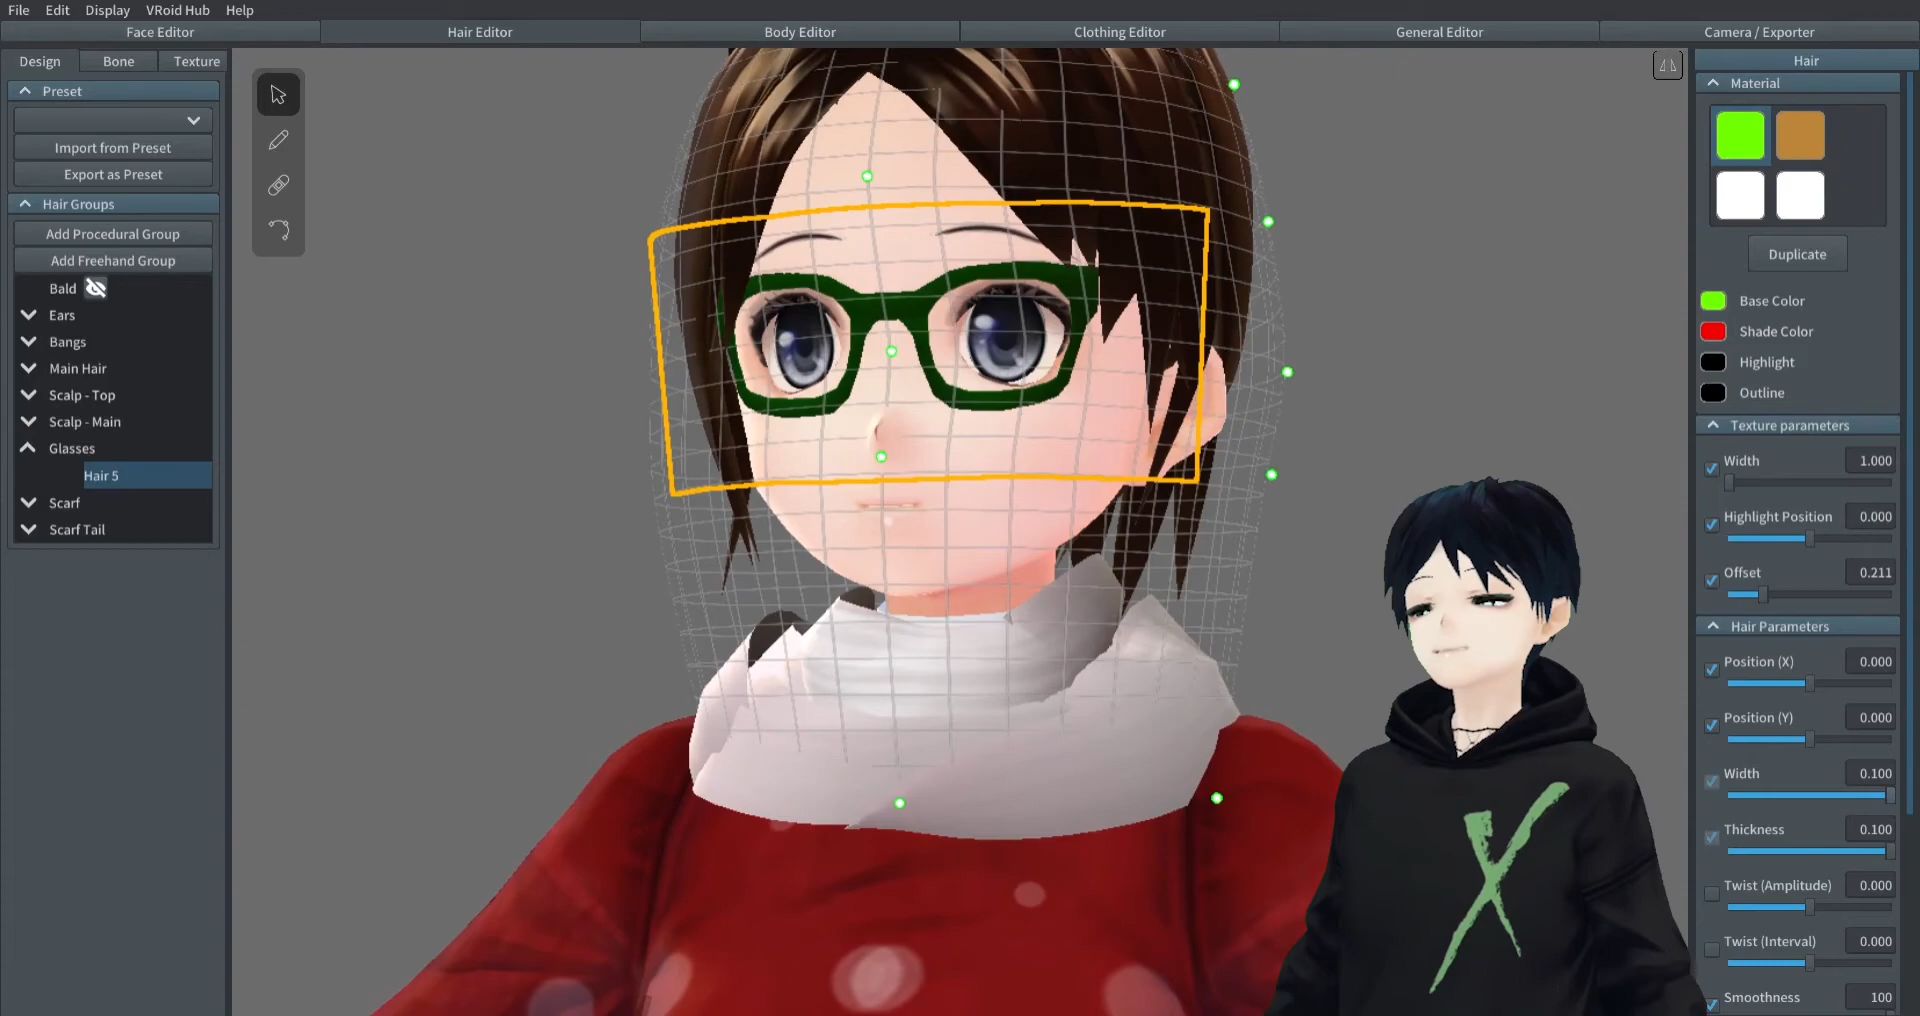 File Edit Display VRoid Hub Help
Face Editor Hair Editor Body Editor Clothing Editor General Editor Camera / Exporter
Design Bone Texture
Preset
Import from Preset
Export as Preset
Hair Groups
Add Procedural Group
Add Freehand Group
Bald
Ears
Bangs
Main Hair
Scalp - Top
Scalp - Main
Glasses
Hair 5
Scarf
Scarf Tail
Hair
Material
Duplicate
Base Color
Shade Color
Highlight
Outline
Texture parameters
Width 1.000
Highlight Position 0.000
Offset 0.211
Hair Parameters
Position (X) 0.000
Position (Y) 0.000
Width 0.100
Thickness 0.100
Twist (Amplitude) 0.000
Twist (Interval) 0.000
Smoothness 100
X